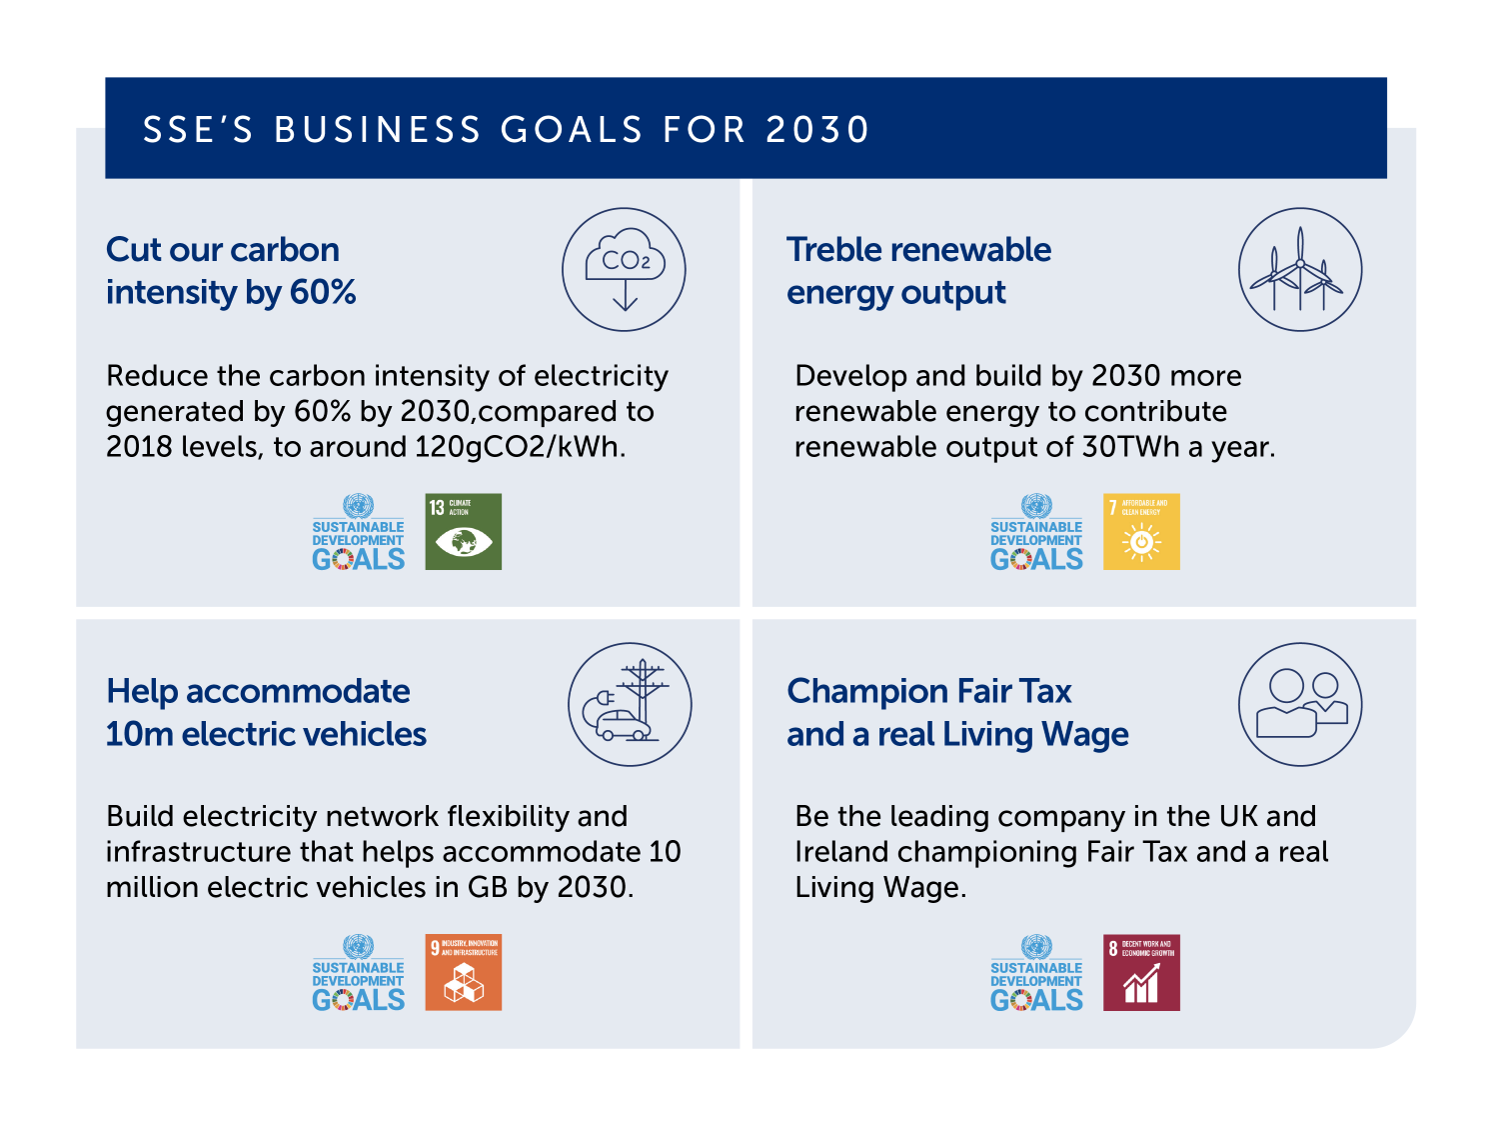 SSE’S BUSINESS GOALS FOR 2030
Cut our carbon
intensity by 60%
CO2
Reduce the carbon intensity of electricity
generated by 60% by 2030,compared to
2018 levels, to around 120gCO2/kWh.
SUSTAINABLE
DEVELOPMENT
GOALS
13 CLIMATE
ACTION
Treble renewable
energy output
Develop and build by 2030 more
renewable energy to contribute
renewable output of 30TWh a year.
SUSTAINABLE
DEVELOPMENT
GOALS
7 AFFORDABLE AND
CLEAN ENERGY
Help accommodate
10m electric vehicles
Build electricity network flexibility and
infrastructure that helps accommodate 10
million electric vehicles in GB by 2030.
SUSTAINABLE
DEVELOPMENT
GOALS
9 INDUSTRY, INNOVATION
AND INFRASTRUCTURE
Champion Fair Tax
and a real Living Wage
Be the leading company in the UK and
Ireland championing Fair Tax and a real
Living Wage.
SUSTAINABLE
DEVELOPMENT
GOALS
8 DECENT WORK AND
ECONOMIC GROWTH